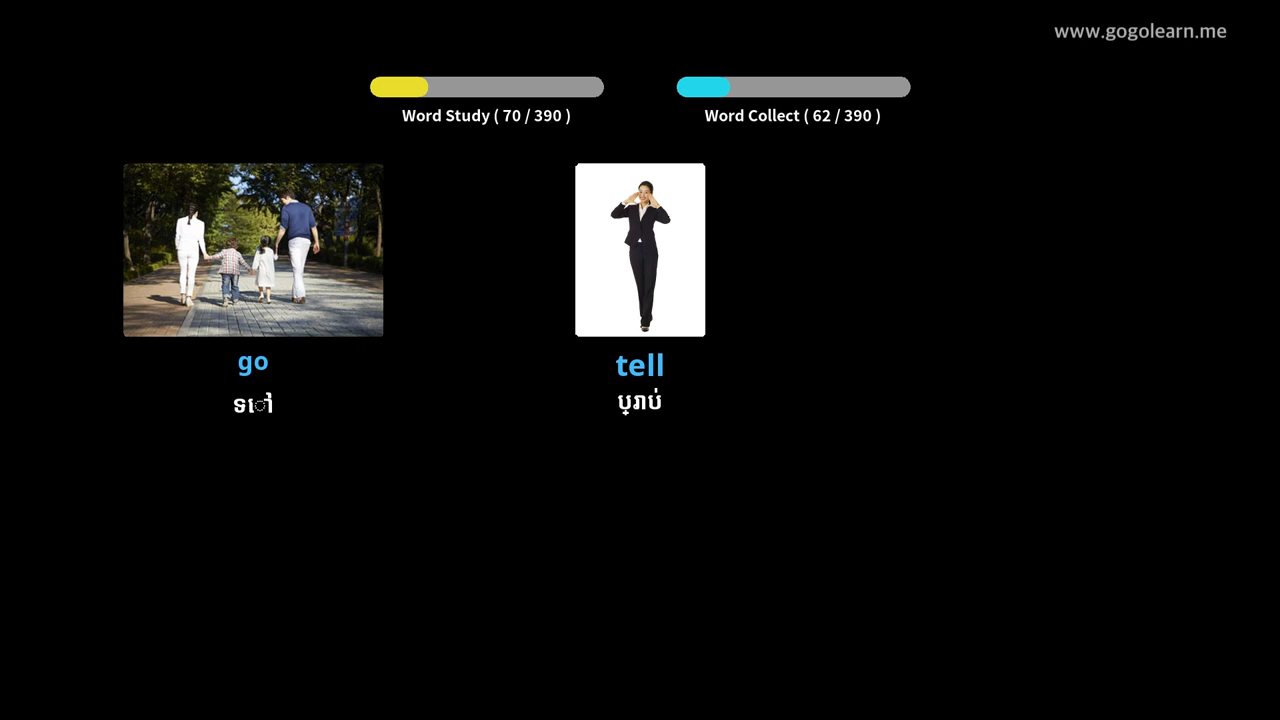 www.gogolearn.me
Word Study ( 70 / 390 )
Word Collect ( 62 / 390 )
go
ទៅ
tell
ប្រាប់